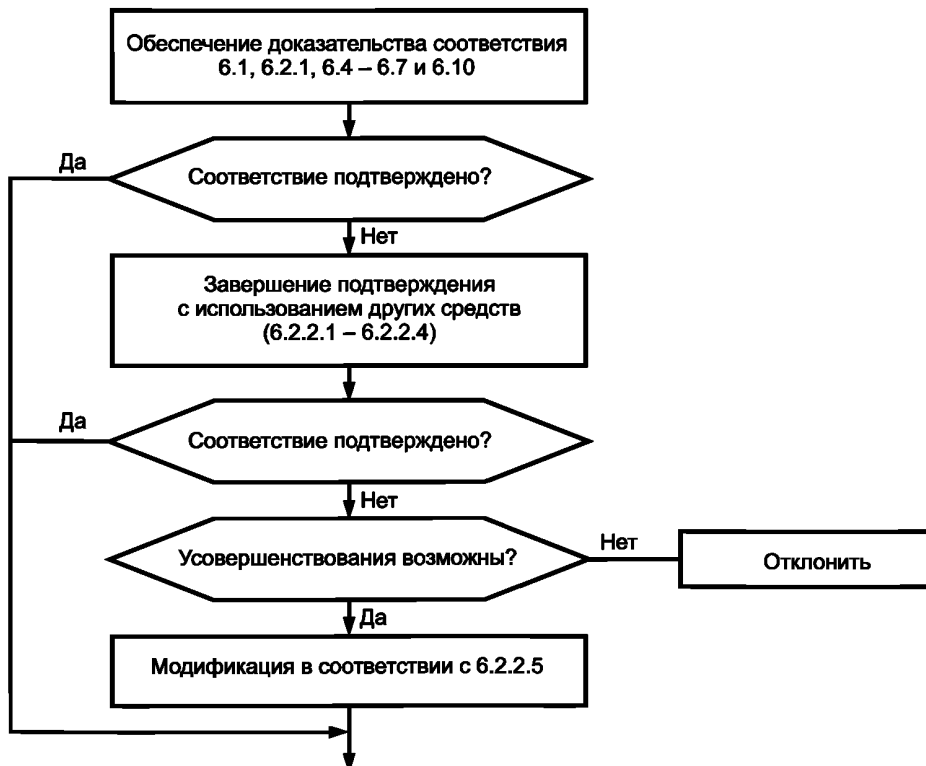 Обеспечение доказательства соответствия
6.1, 6.2.1, 6.4 – 6.7 и 6.10
Да
Соответствие подтверждено?
Нет
Завершение подтверждения
с использованием других средств
(6.2.2.1 – 6.2.2.4)
Да
Соответствие подтверждено?
Нет
Усовершенствования возможны?
Нет
Отклонить
Да
Модификация в соответствии с 6.2.2.5